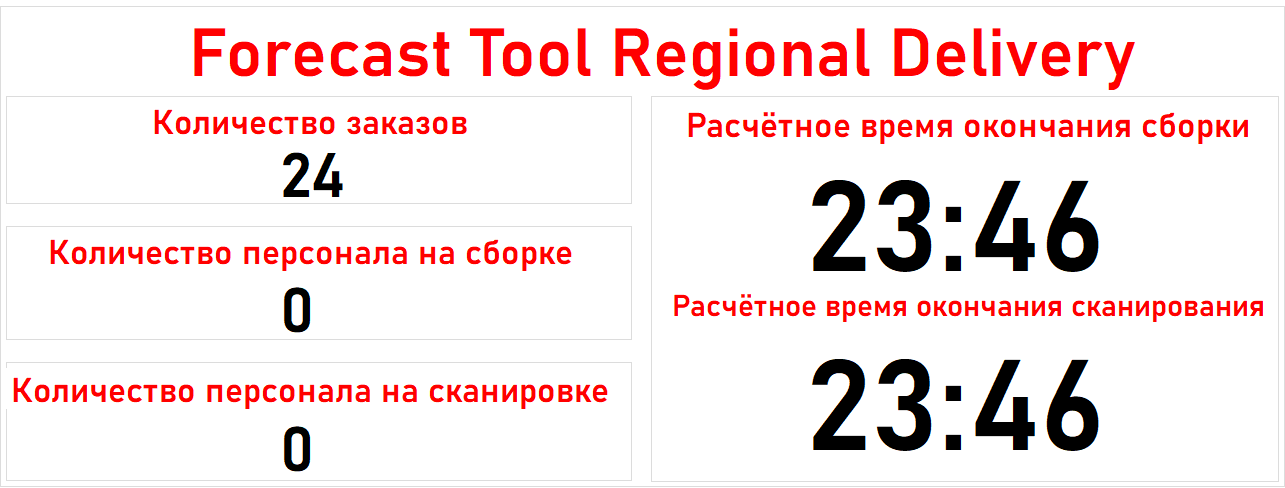 Forecast Tool Regional Delivery
Количество заказов
24
Количество персонала на сборке
0
Количество персонала на сканировке
0
Расчётное время окончания сборки
23:46
Расчётное время окончания сканирования
23:46